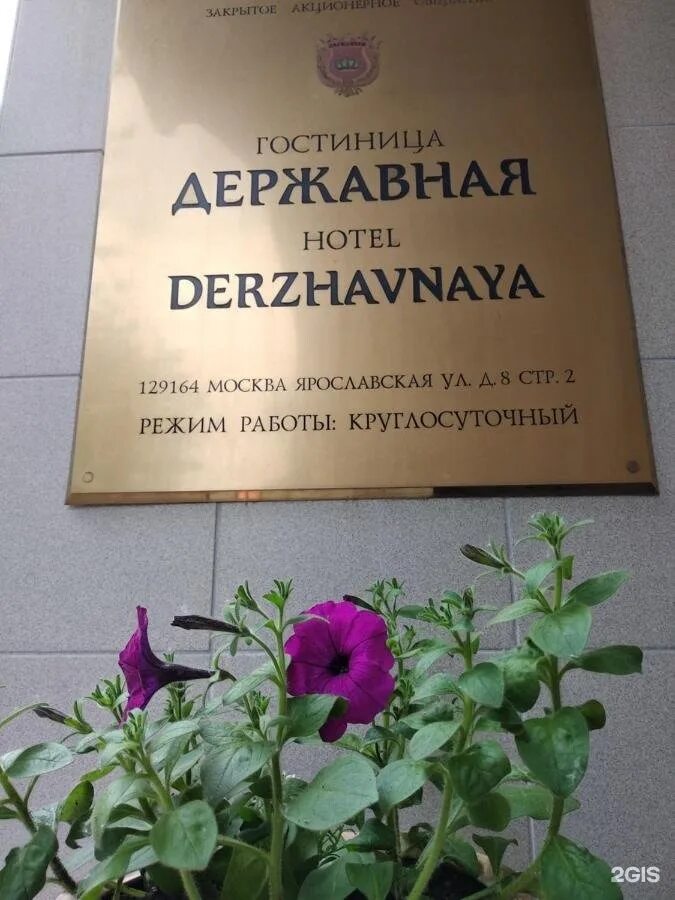 ЗАКРЫТОЕ АКЦИОНЕРНОЕ
ГОСТИНИЦА
ДЕРЖАВНАЯ
HOTEL
DERZHAVNAYA
129164 МОСКВА ЯРОСЛАВСКАЯ УЛ. Д. 8 СТР. 2
РЕЖИМ РАБОТЫ: КРУГЛОСУТОЧНЫЙ
2GIS